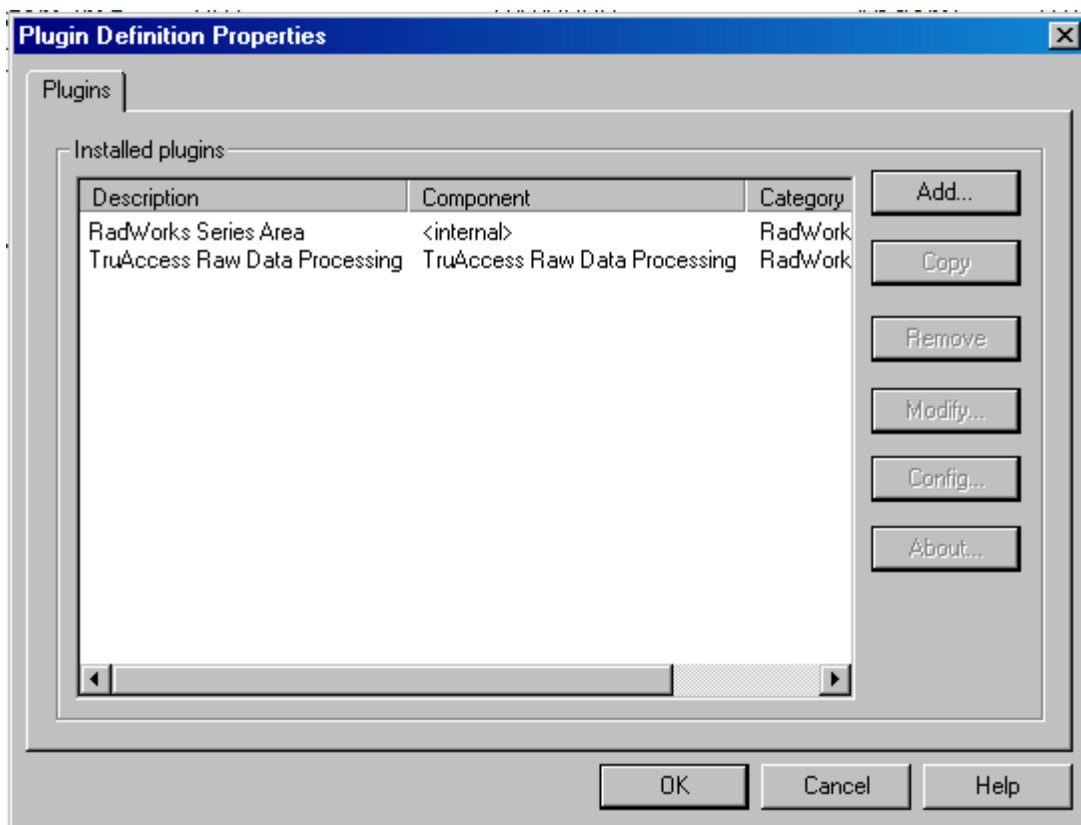 Plugin Definition Properties
Plugins
Installed plugins
Description Component Category
RadWorks Series Area <internal> RadWork
TruAccess Raw Data Processing TruAccess Raw Data Processing RadWork
Add...
Copy
Remove
Modify...
Config...
About...
OK Cancel Help